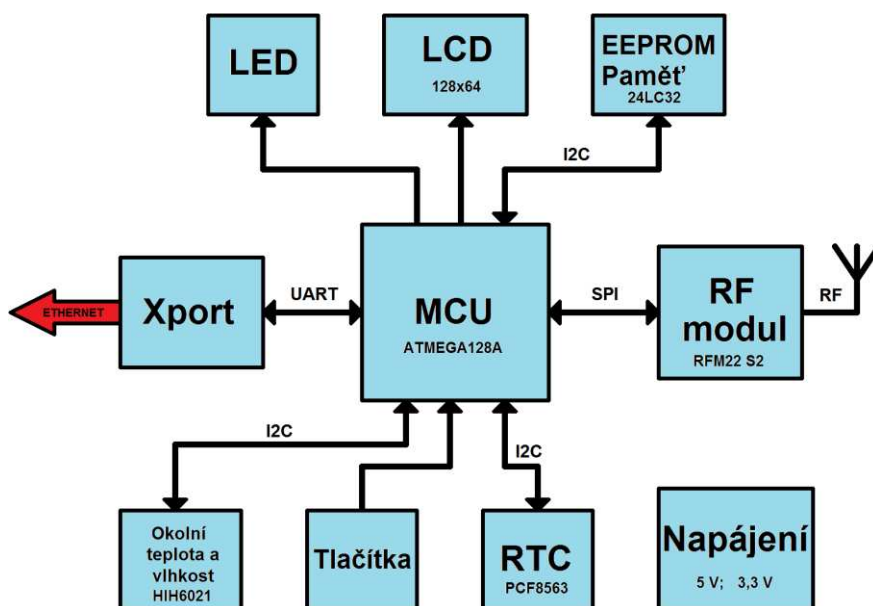 LED
LCD
128x64
EEPROM
Paměť
24LC32
I2C
Xport
ETHERNET
UART
MCU
ATMEGA128A
SPI
RF
modul
RFM22 S2
RF
I2C
I2C
Okolní
teplota a
vlhkost
HIH6021
Tlačítka
RTC
PCF8563
Napájení
5 V; 3,3 V